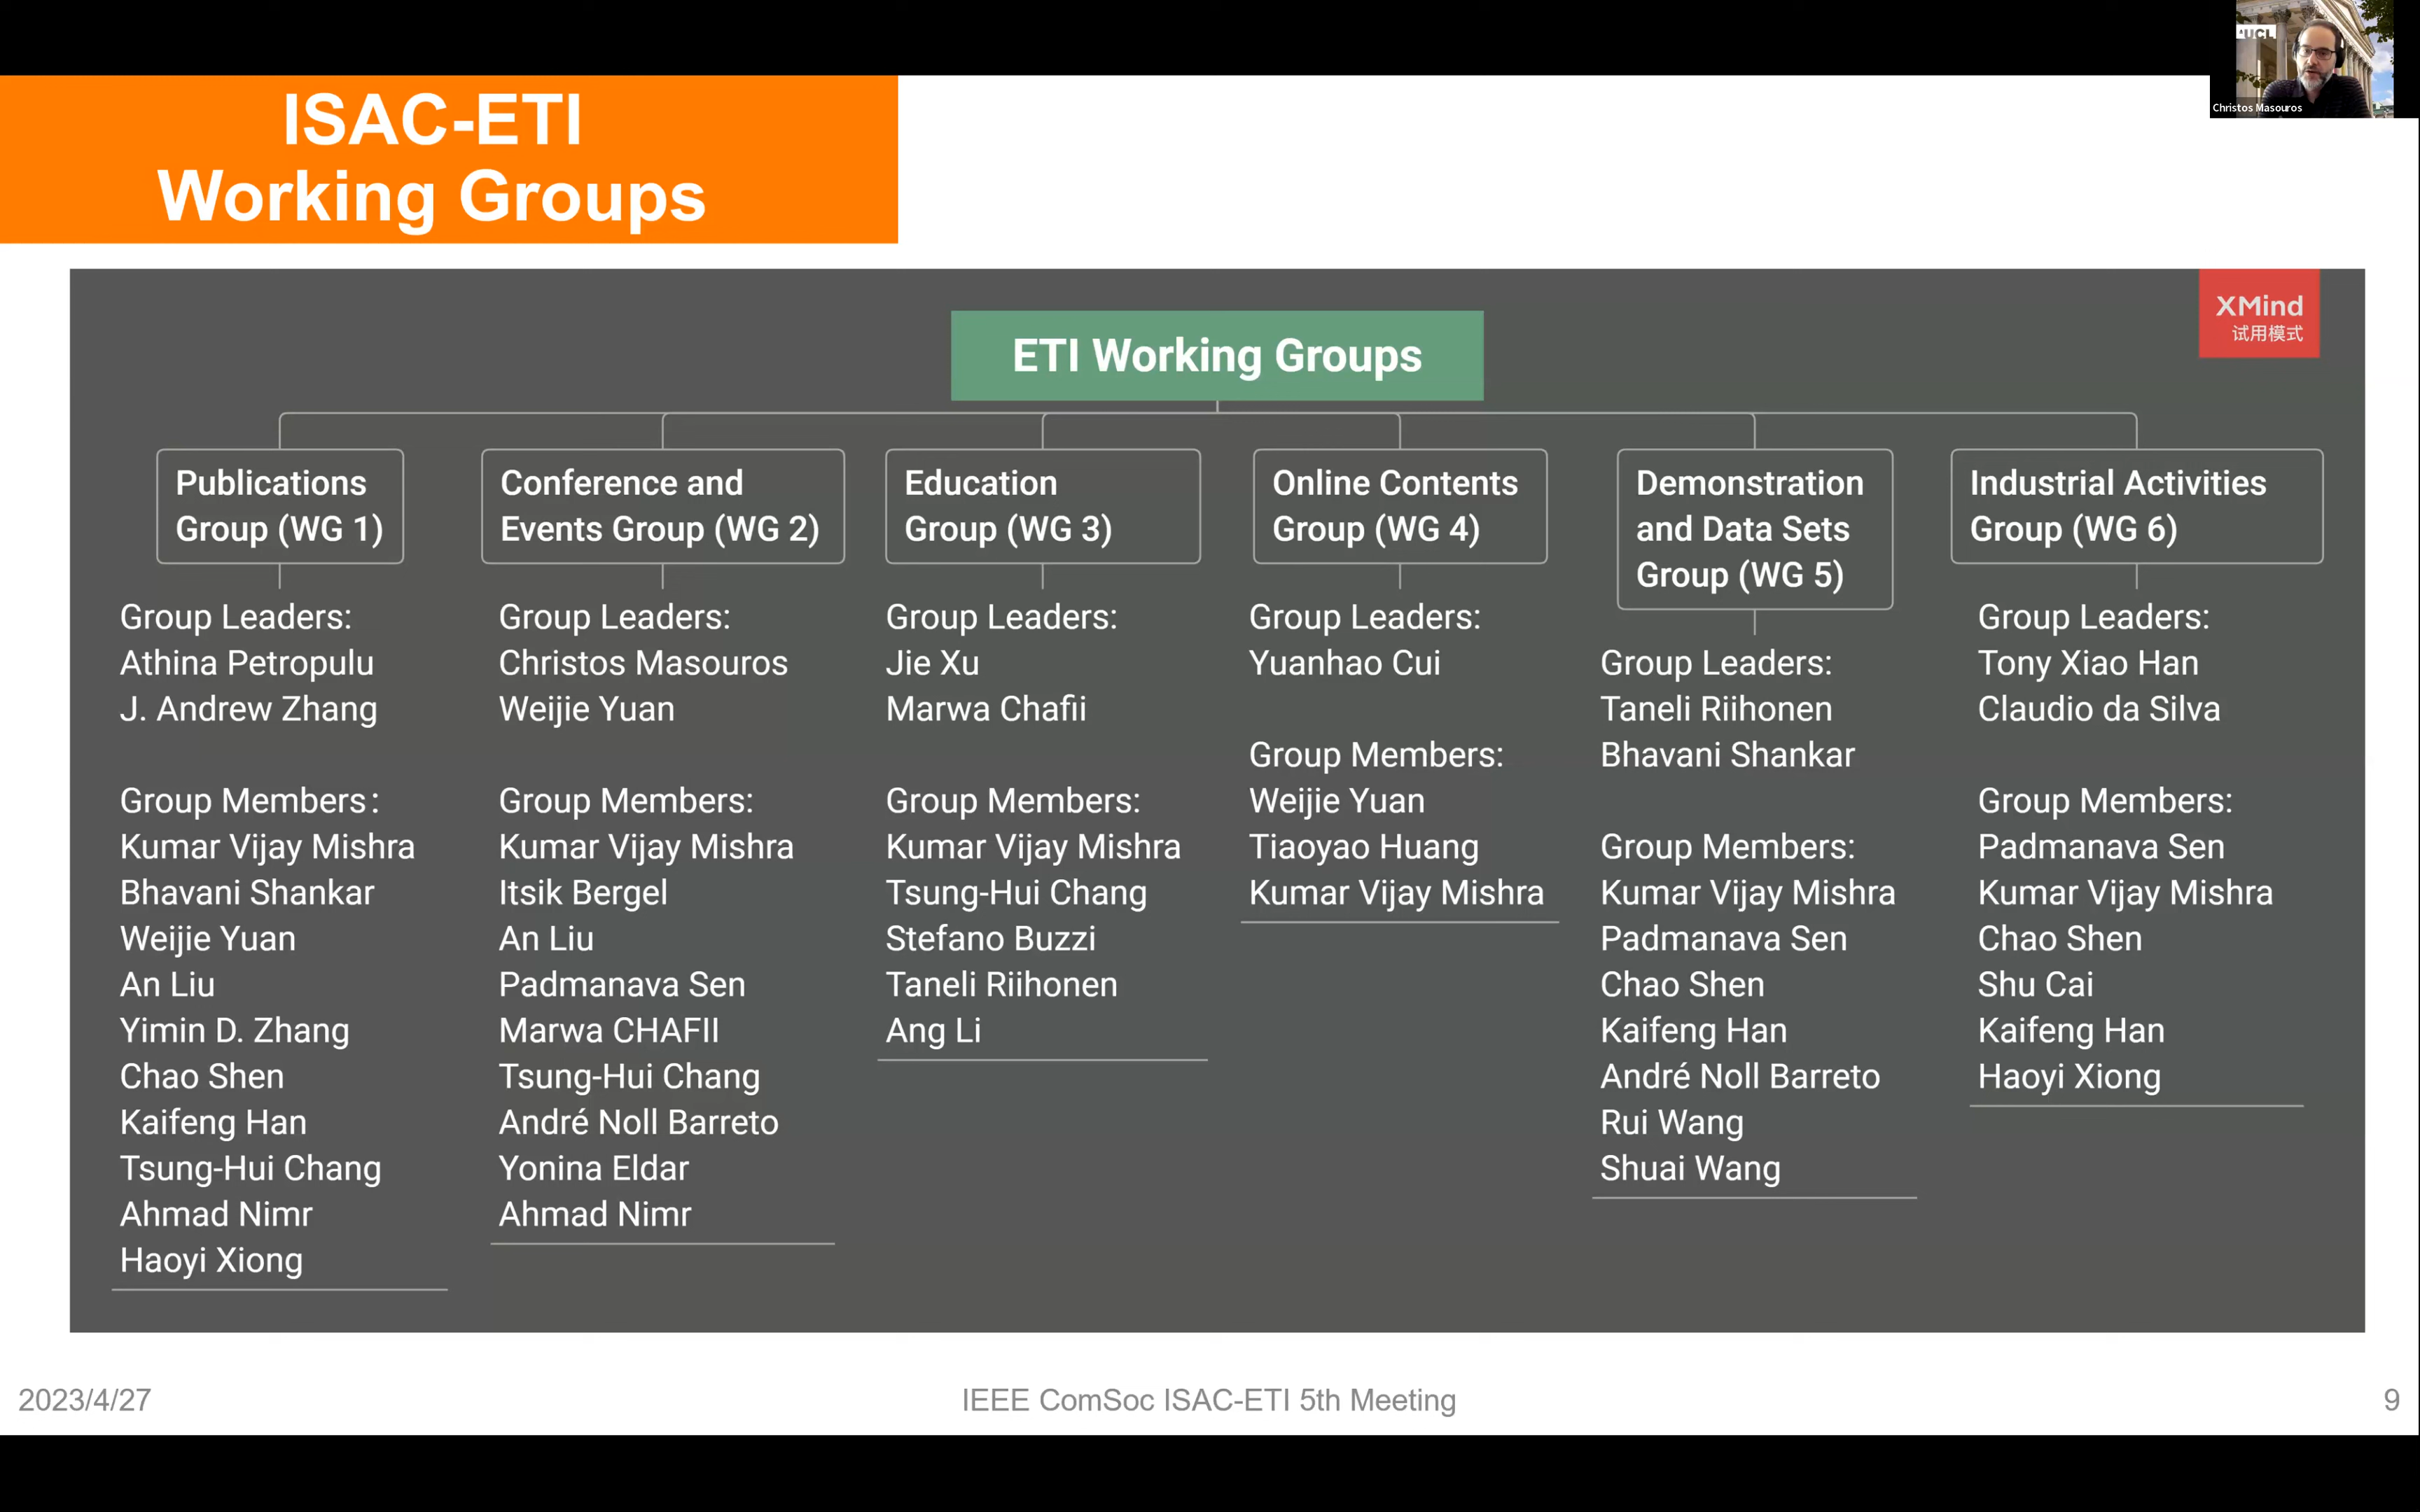 UCL
Christos Masouros
ISAC-ETI
Working Groups
XMind
试用模式
ETI Working Groups
Publications
Group (WG 1)
Group Leaders:
Athina Petropulu
J. Andrew Zhang
Group Members:
Kumar Vijay Mishra
Bhavani Shankar
Weijie Yuan
An Liu
Yimin D. Zhang
Chao Shen
Kaifeng Han
Tsung-Hui Chang
Ahmad Nimr
Haoyi Xiong
Conference and
Events Group (WG 2)
Group Leaders:
Christos Masouros
Weijie Yuan
Group Members:
Kumar Vijay Mishra
Itsik Bergel
An Liu
Padmanava Sen
Marwa CHAFII
Tsung-Hui Chang
André Noll Barreto
Yonina Eldar
Ahmad Nimr
Education
Group (WG 3)
Group Leaders:
Jie Xu
Marwa Chafii
Group Members:
Kumar Vijay Mishra
Tsung-Hui Chang
Stefano Buzzi
Taneli Riihonen
Ang Li
Online Contents
Group (WG 4)
Group Leaders:
Yuanhao Cui
Group Members:
Weijie Yuan
Tiaoyao Huang
Kumar Vijay Mishra
Demonstration
and Data Sets
Group (WG 5)
Group Leaders:
Taneli Riihonen
Bhavani Shankar
Group Members:
Kumar Vijay Mishra
Padmanava Sen
Chao Shen
Kaifeng Han
André Noll Barreto
Rui Wang
Shuai Wang
Industrial Activities
Group (WG 6)
Group Leaders:
Tony Xiao Han
Claudio da Silva
Group Members:
Padmanava Sen
Kumar Vijay Mishra
Chao Shen
Shu Cai
Kaifeng Han
Haoyi Xiong
2023/4/27
IEEE ComSoc ISAC-ETI 5th Meeting
9